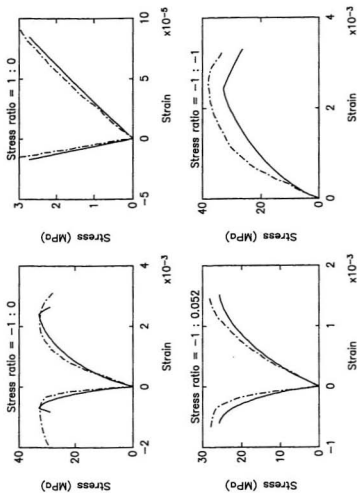 Stress ratio = −1 : 0
Stress (MPa)
40
20
0
−2 0 2 4
x10⁻³
Strain
Stress ratio = 1 : 0
Stress (MPa)
3
2
1
0
−5 0 5 10
x10⁻⁵
Strain
Stress ratio = −1 : 0.052
Stress (MPa)
30
20
10
0
−1 0 1 2
x10⁻³
Strain
Stress ratio = −1 : −1
Stress (MPa)
40
20
0
0 2 4
x10⁻³
Strain